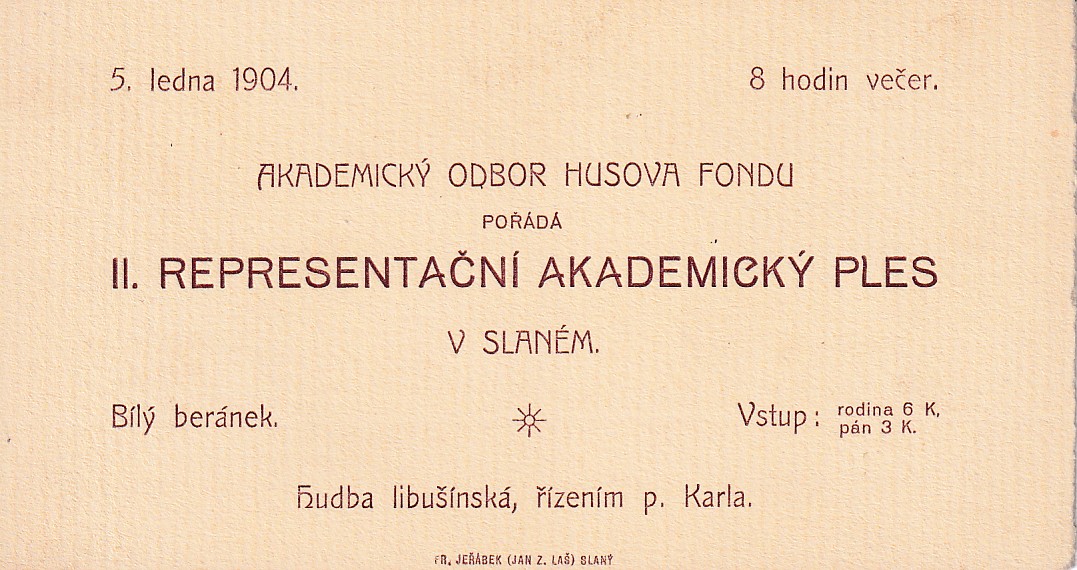 5. ledna 1904. 8 hodin večer.
AKADEMICKÝ ODBOR HUSOVA FONDU
POŘÁDÁ
II. REPRESENTAČNÍ AKADEMICKÝ PLES
V SLANÉM.
Bílý beránek. Vstup: rodina 6 K,
pán 3 K.
Hudba libušínská, řízením p. Karla.
FR. JEŘÁBEK (JAN Z. LAŠ) SLANÝ